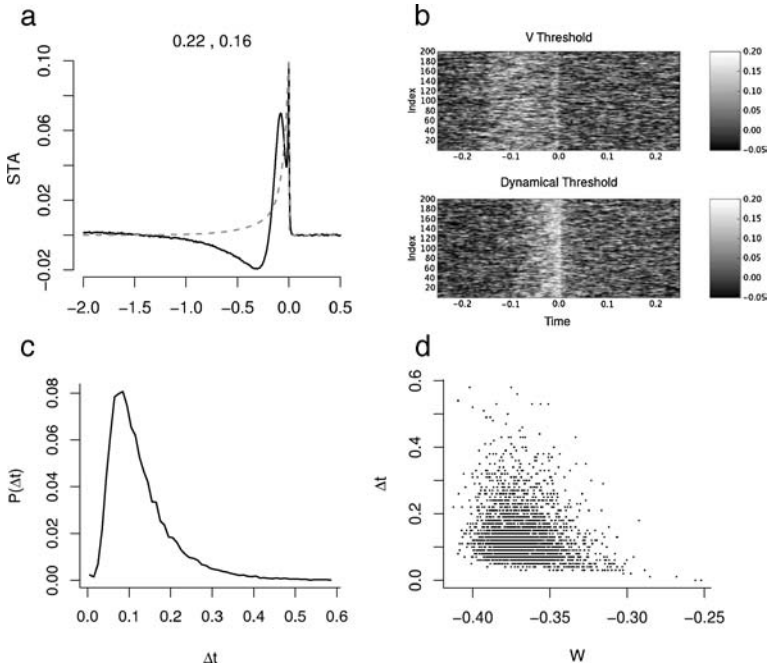 a
0.22 , 0.16
STA
0.10
0.06
0.02
−0.02
−2.0 −1.5 −1.0 −0.5 0.0 0.5
b
V Threshold
Index
200
180
160
140
120
100
80
60
40
20
−0.2 −0.1 0.0 0.1 0.2
0.20
0.15
0.10
0.05
0.00
−0.05
Dynamical Threshold
Index
200
180
160
140
120
100
80
60
40
20
−0.2 −0.1 0.0 0.1 0.2
Time
0.20
0.15
0.10
0.05
0.00
−0.05
c
P(Δt)
0.08
0.06
0.04
0.02
0.00
0.0 0.1 0.2 0.3 0.4 0.5 0.6
Δt
d
Δt
0.6
0.4
0.2
0.0
−0.40 −0.35 −0.30 −0.25
W